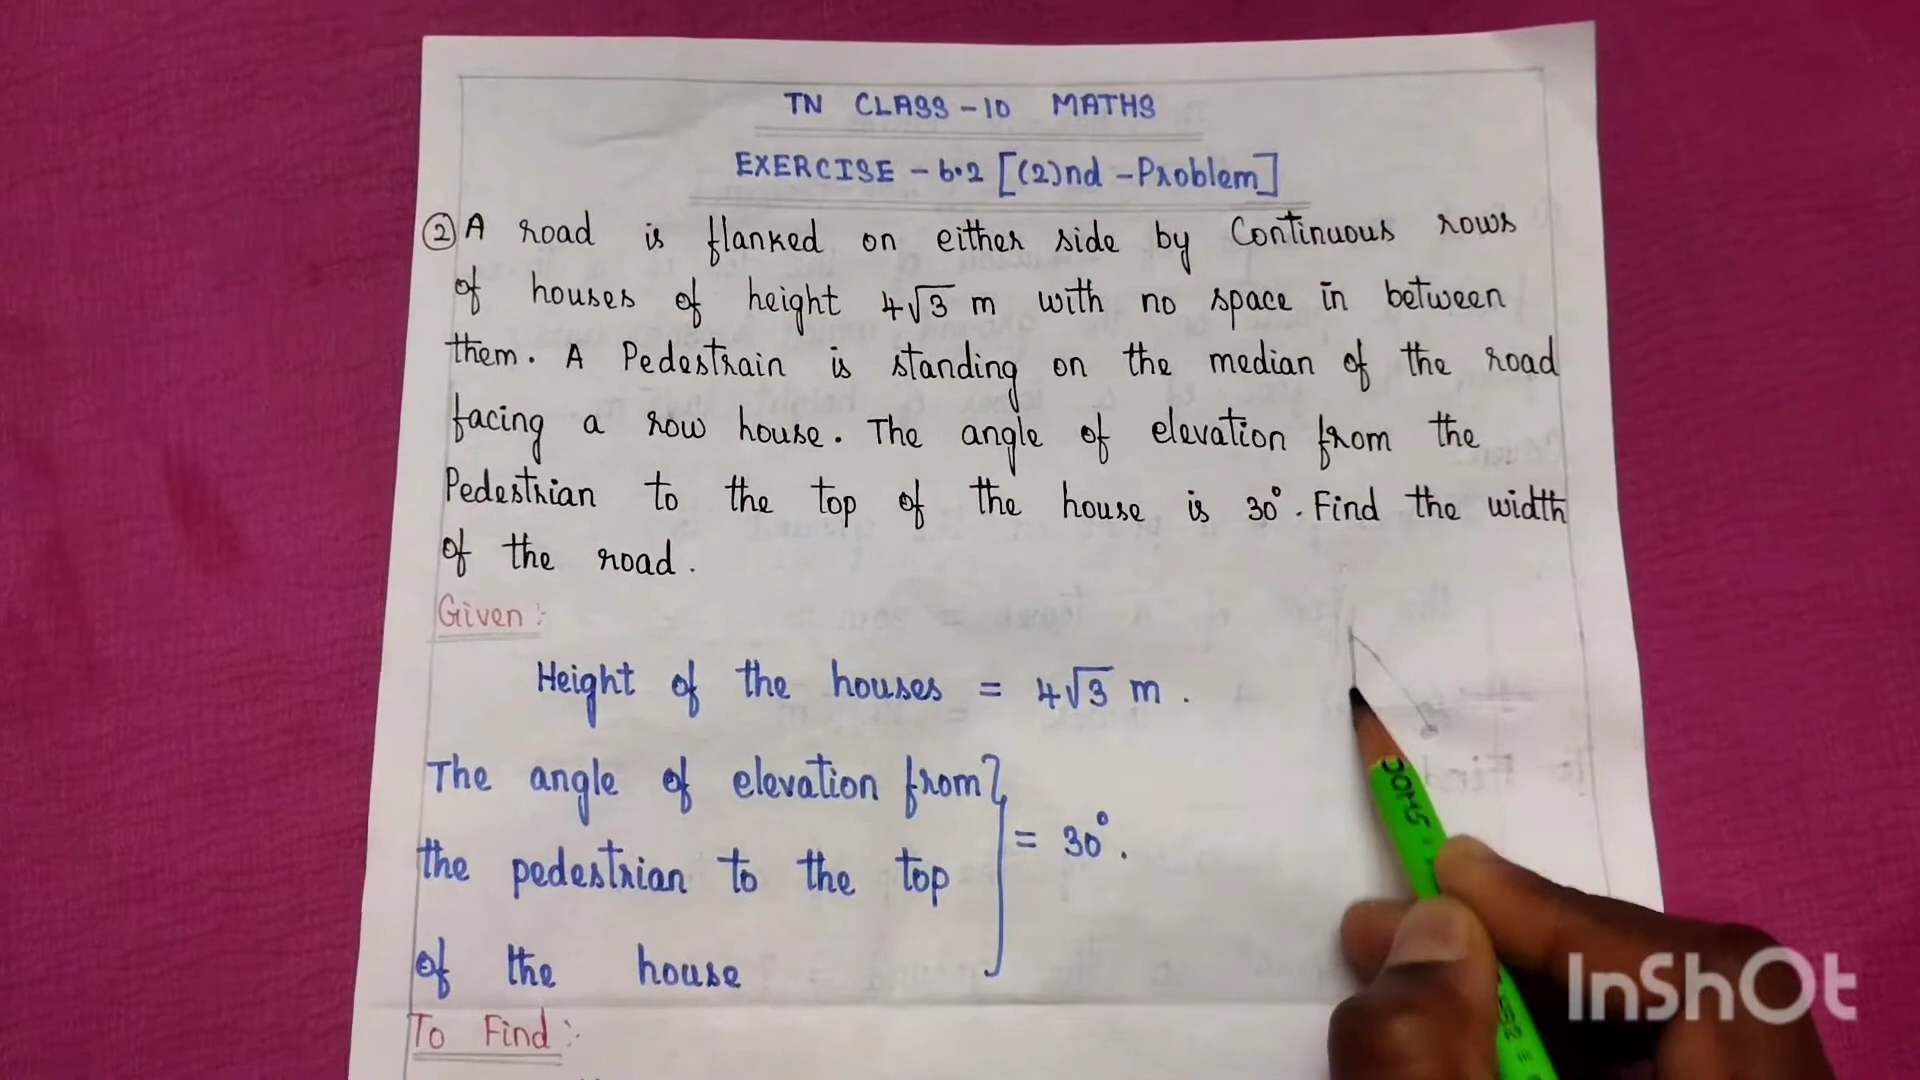 TN CLASS-10 MATHS
EXERCISE - 6.2 [(2)nd -Problem]
② A road is flanked on either side by Continuous rows
of houses of height 4√3 m with no space in between
them. A Pedestrain is standing on the median of the road
facing a row house. The angle of elevation from the
Pedestrian to the top of the house is 30°. Find the width
of the road.
Given :-
Height of the houses = 4√3 m.
The angle of elevation from
the pedestrian to the top = 30°.
of the house
To Find :-
DOMS
InShOt